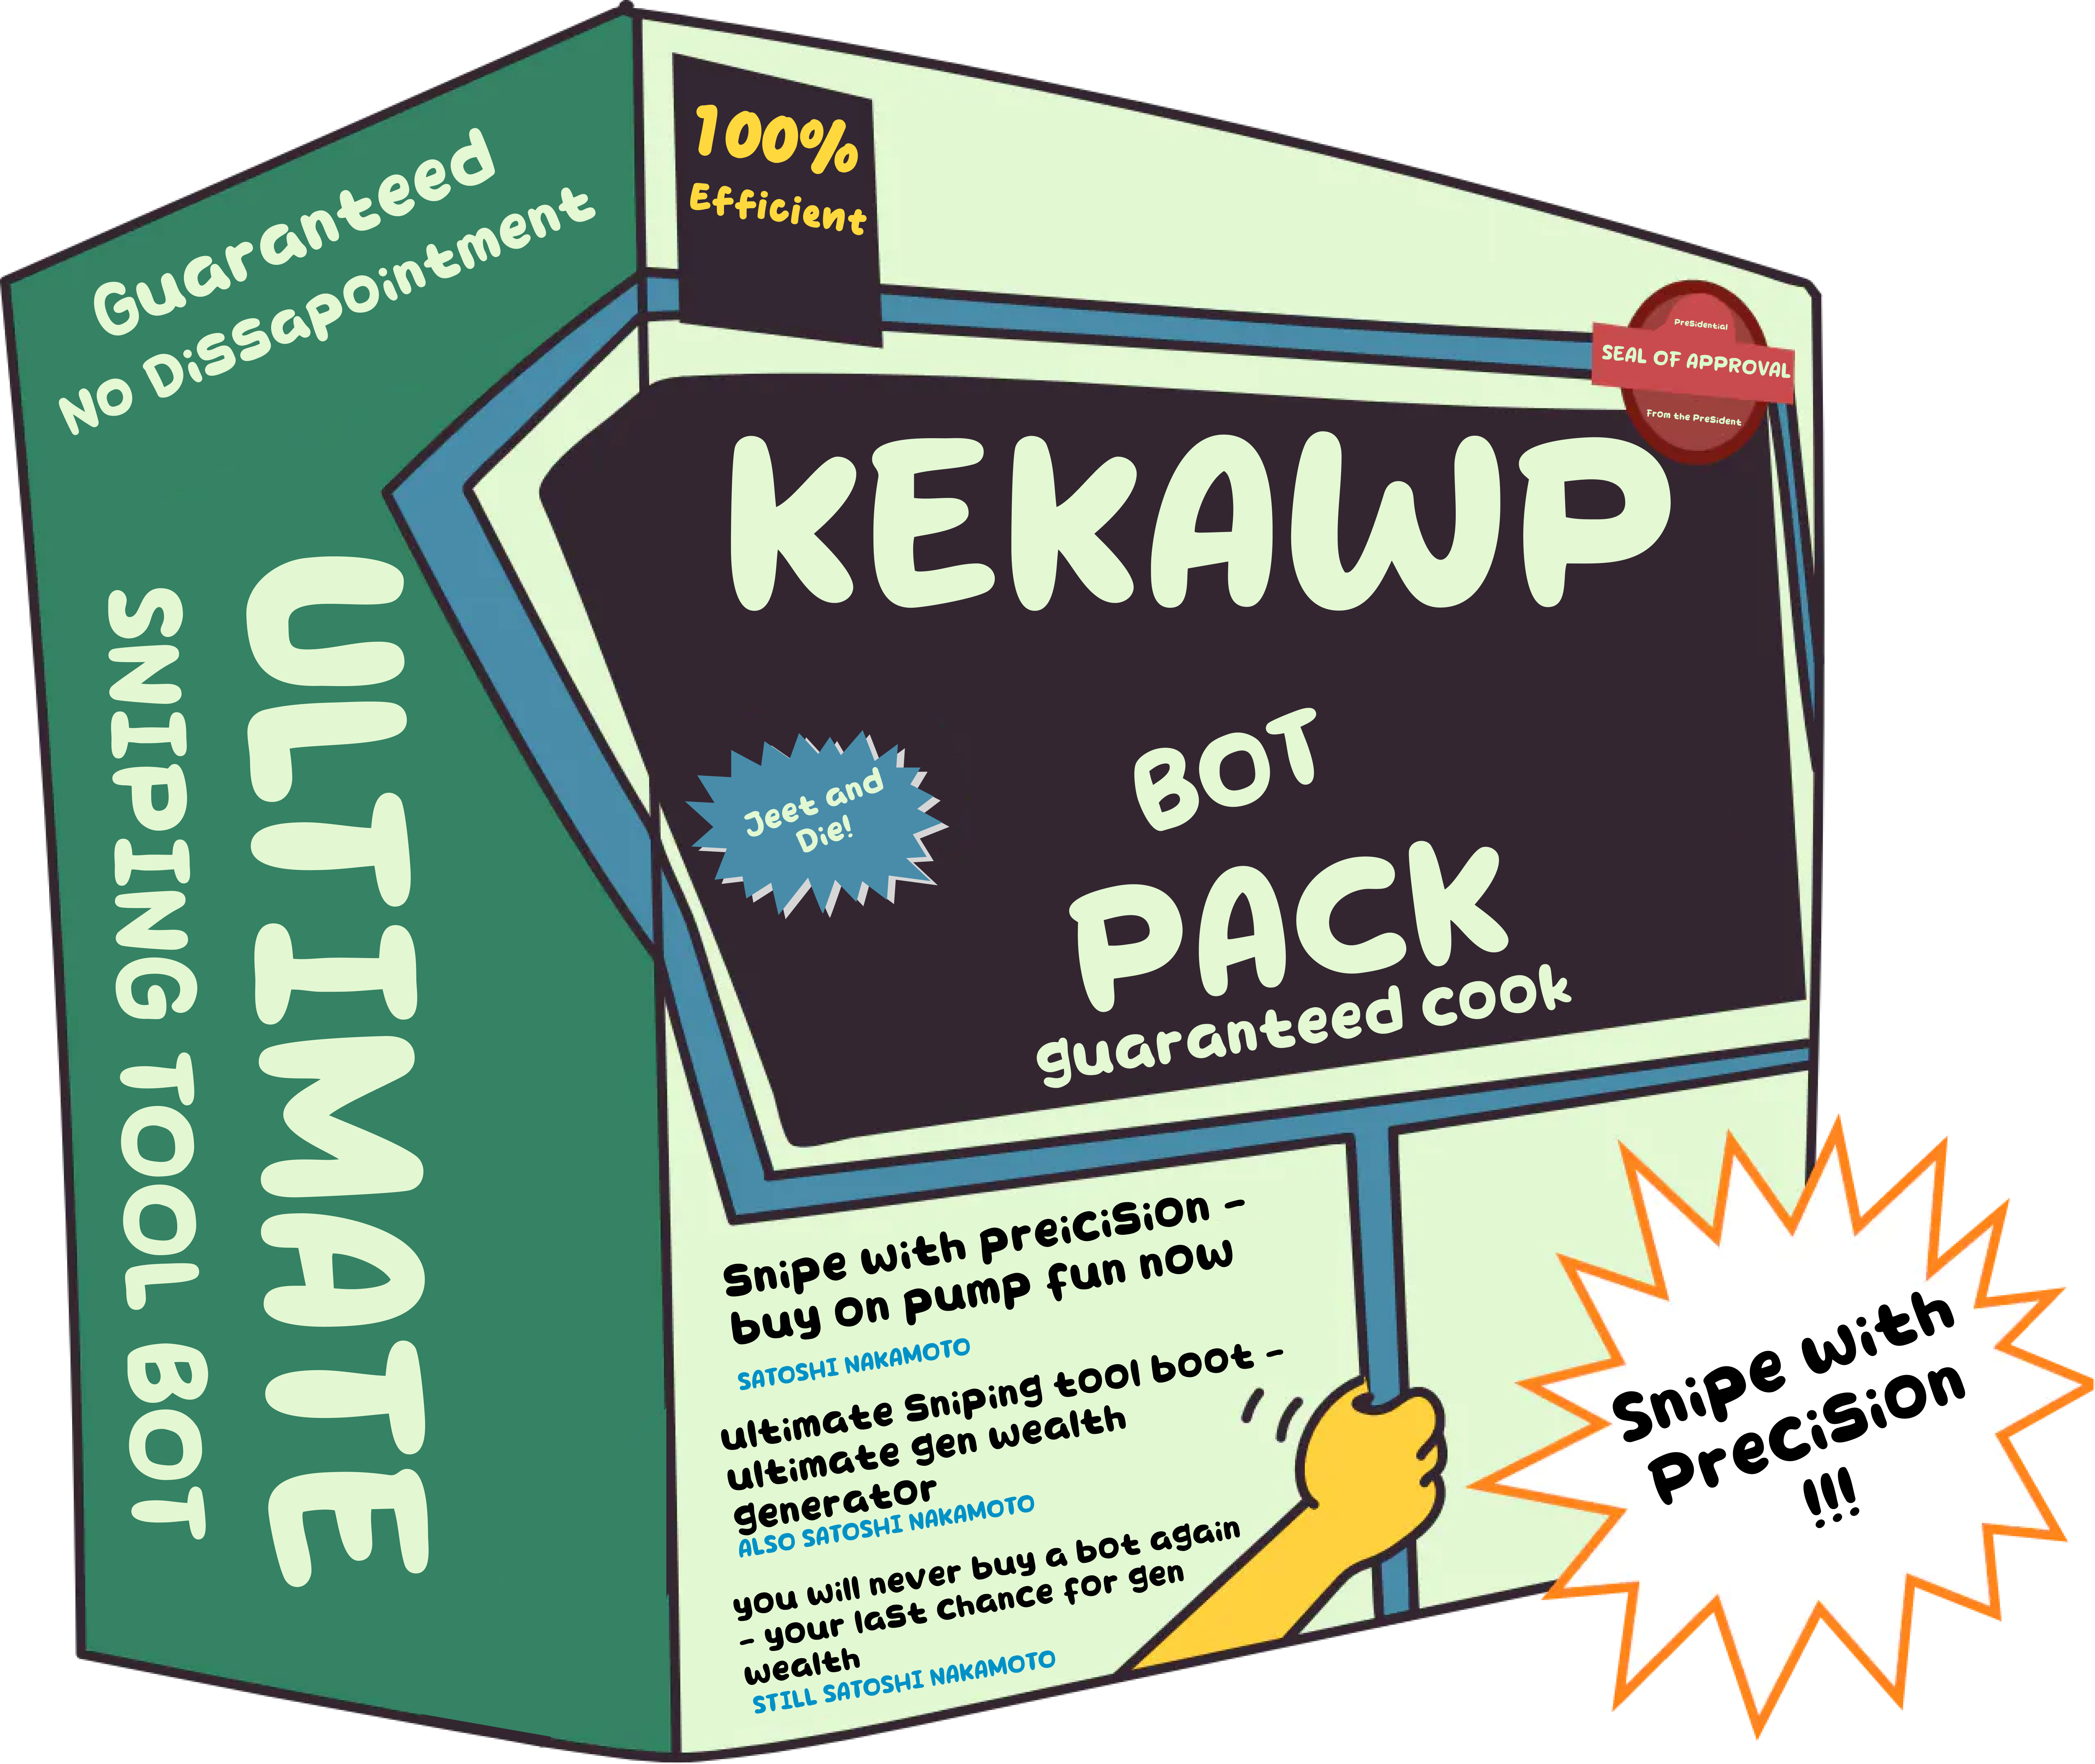 Guaranteed
No Dissapointment
ULTIMATE
SNIPING TOOL BOT
100%
Efficient
Presidential
SEAL OF APPROVAL
From the President
KEKAWP
BOT
PACK
guaranteed cook
Jeet and
Die!
Snipe with preicision -
buy on pump fun now
SATOSHI NAKAMOTO
ultimate sniping tool boot -
ultimate gen wealth
generator
ALSO SATOSHI NAKAMOTO
you will never buy a bot again
- your last chance for gen
wealth
STILL SATOSHI NAKAMOTO
Snipe with
Precision
!!!